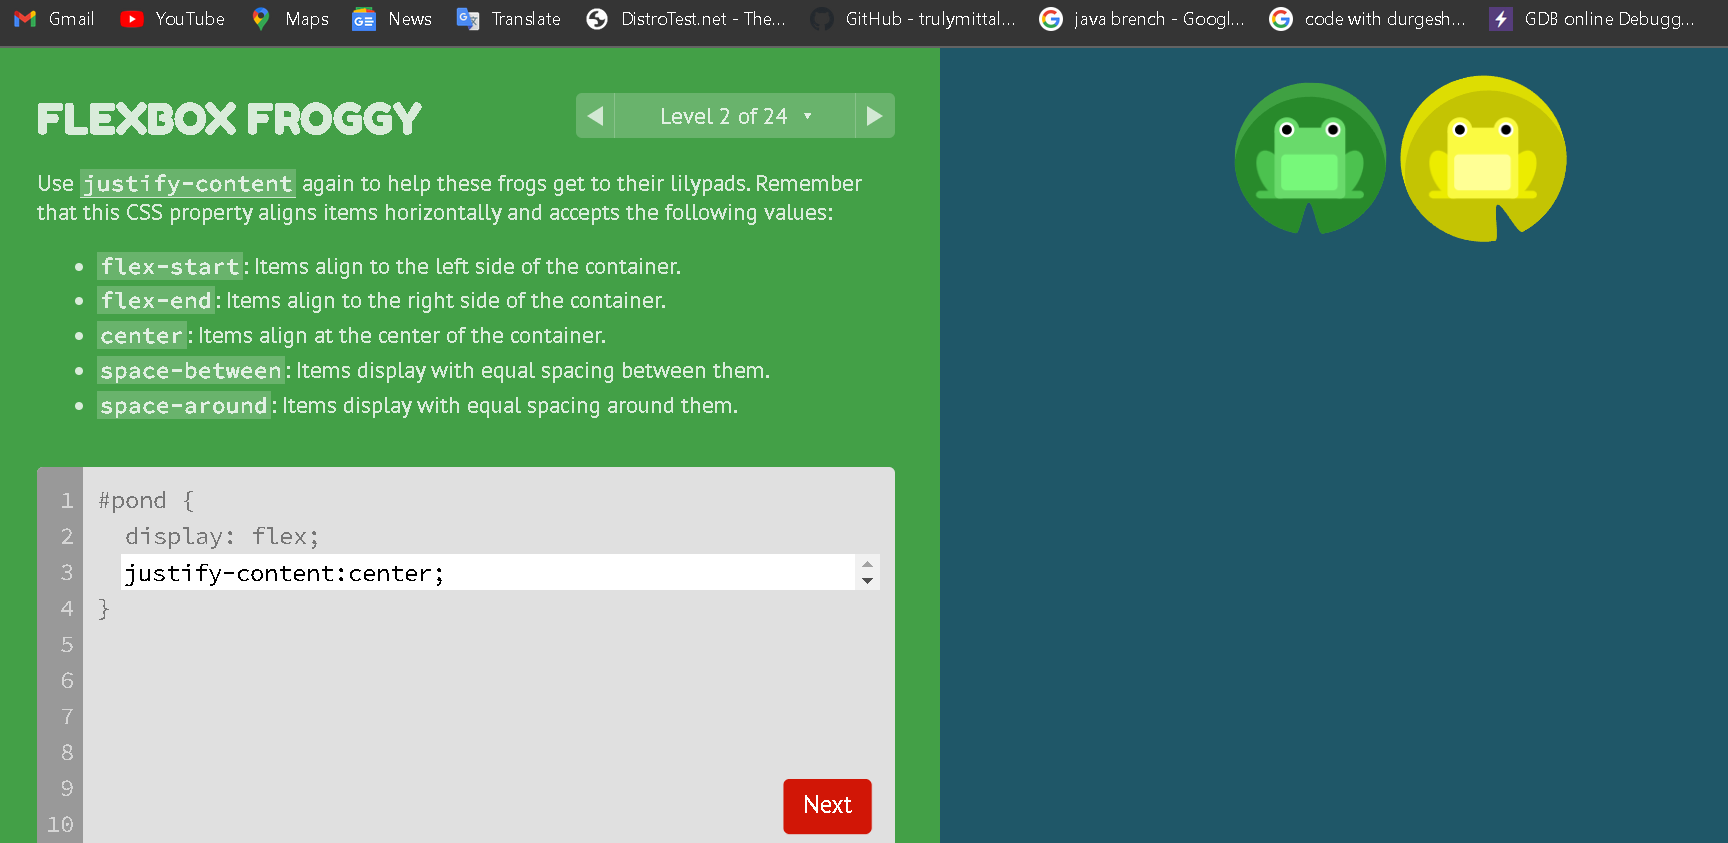 Gmail YouTube Maps News Translate DistroTest.net - The... GitHub - trulymittal... java brench - Googl... code with durgesh... GDB online Debugg...
FLEXBOX FROGGY
Level 2 of 24 ▼
Use justify-content again to help these frogs get to their lilypads. Remember
that this CSS property aligns items horizontally and accepts the following values:
• flex-start: Items align to the left side of the container.
• flex-end: Items align to the right side of the container.
• center: Items align at the center of the container.
• space-between: Items display with equal spacing between them.
• space-around: Items display with equal spacing around them.
1 #pond {
2 display: flex;
3 justify-content:center;
4 }
5
6
7
8
9
10
Next